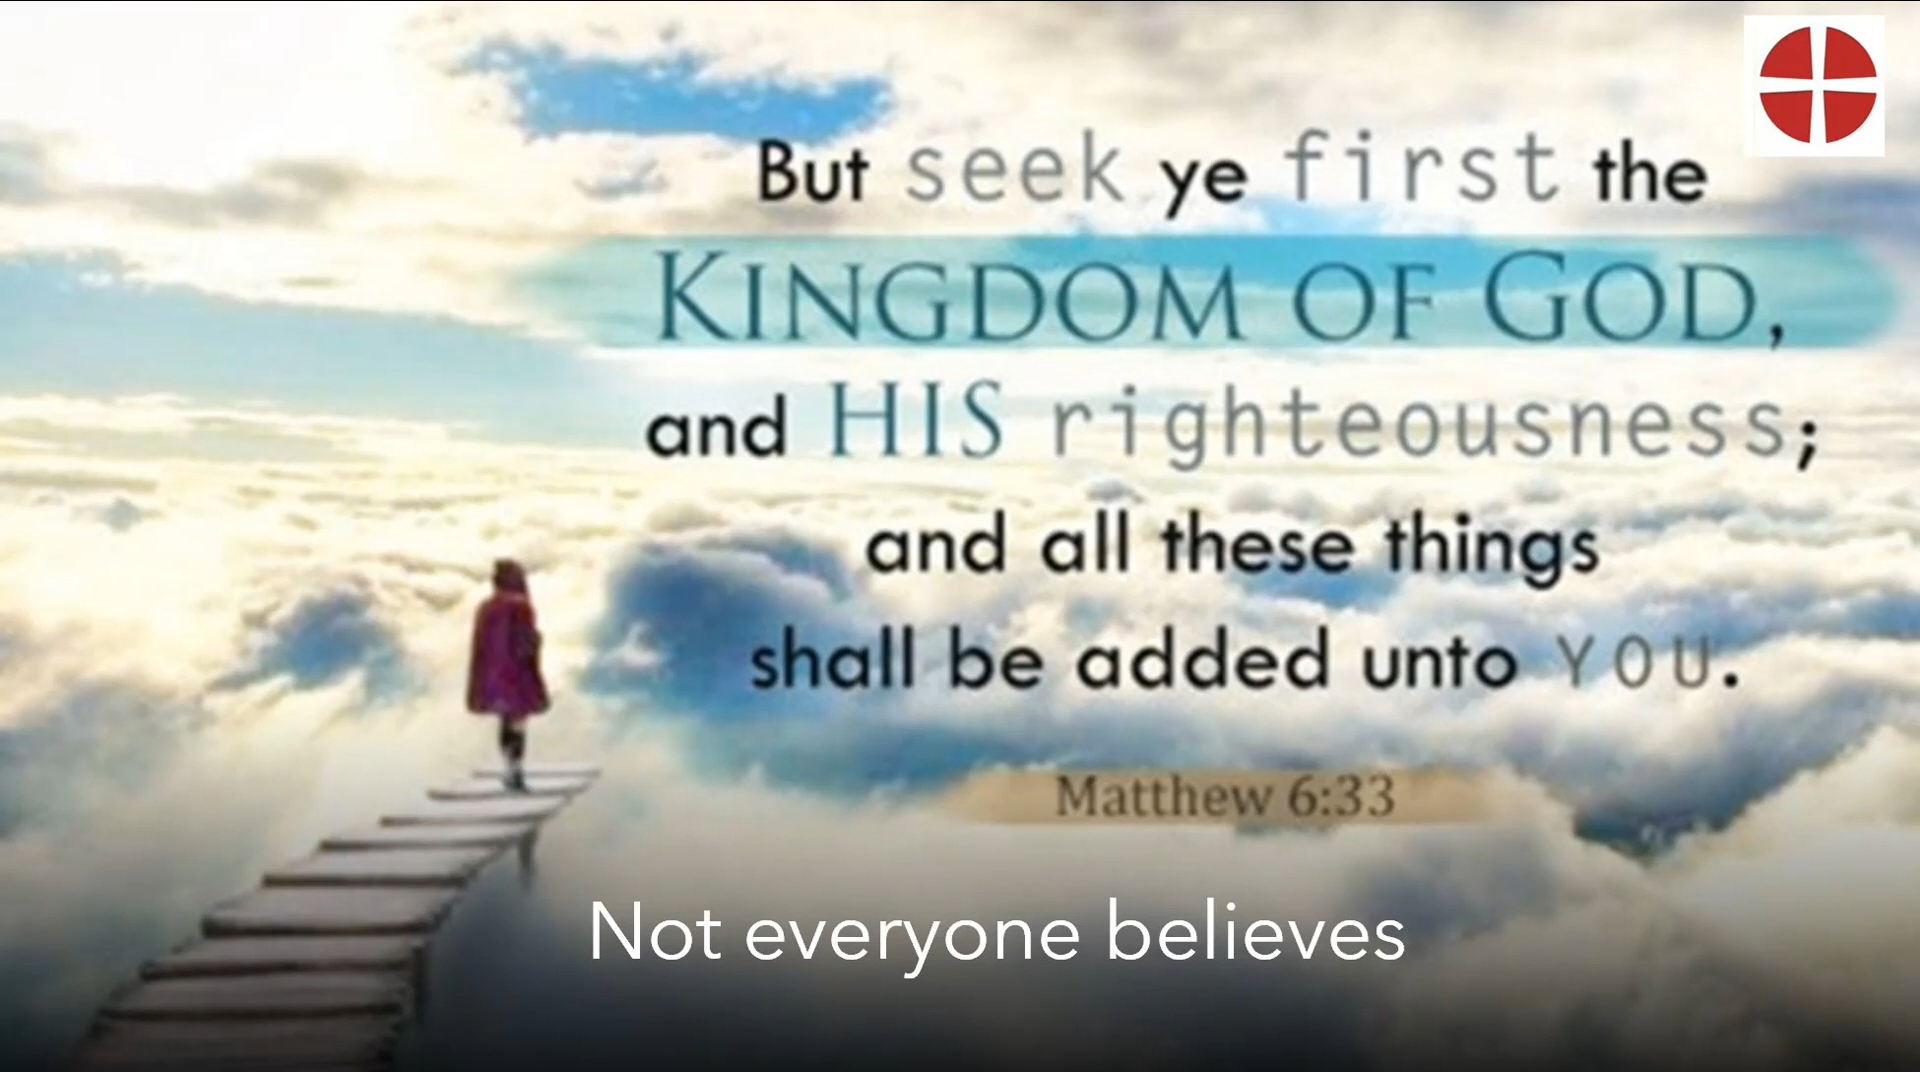 But seek ye first the
KINGDOM OF GOD,
and HIS righteousness;
and all these things
shall be added unto YOU.
Matthew 6:33
Not everyone believes